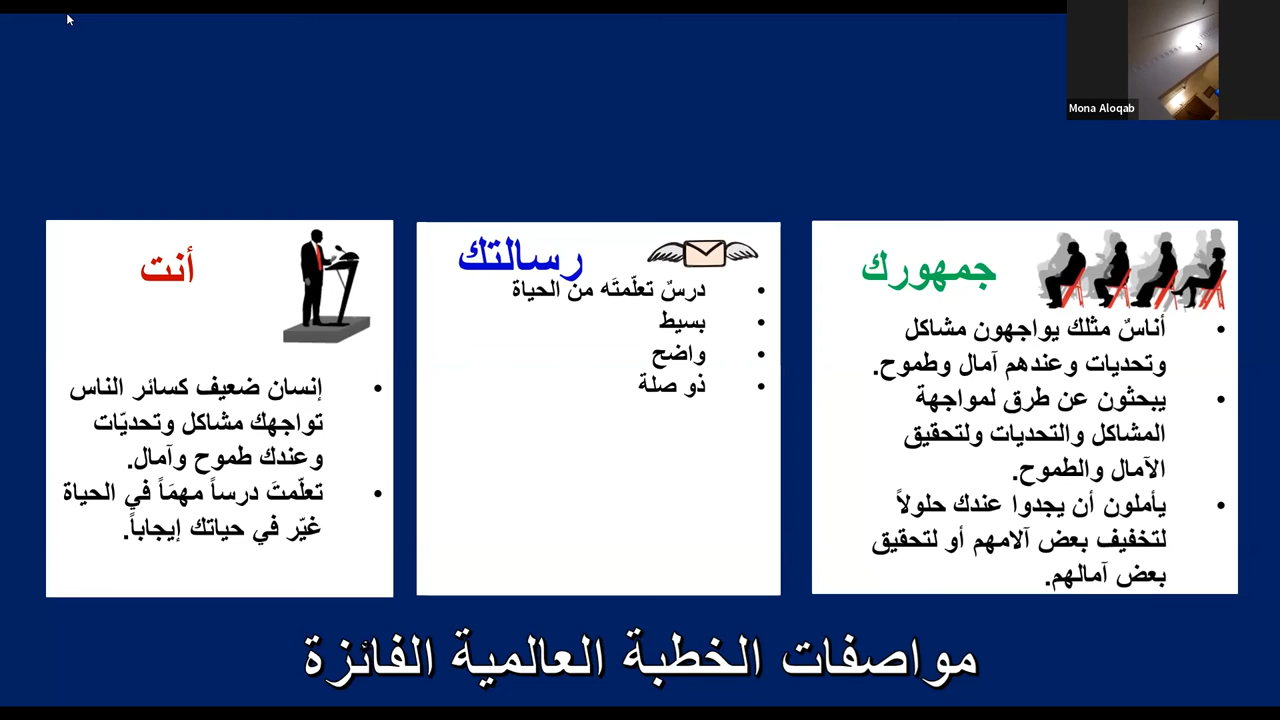 Mona Aloqab
جمهورك
• أناسٌ مثلك يواجهون مشاكل
وتحديات وعندهم آمال وطموح.
• يبحثون عن طرق لمواجهة
المشاكل والتحديات ولتحقيق
الآمال والطموح.
• يأملون أن يجدوا عندك حلولاً
لتخفيف بعض آلامهم أو لتحقيق
بعض آمالهم.
رسالتك
• درسٌ تعلّمتَه من الحياة
• بسيط
• واضح
• ذو صلة
أنت
• إنسان ضعيف كسائر الناس
تواجهك مشاكل وتحديّات
وعندك طموح وآمال.
• تعلّمتَ درساً مهمَاً في الحياة
غيّر في حياتك إيجاباً.
مواصفات الخطبة العالمية الفائزة